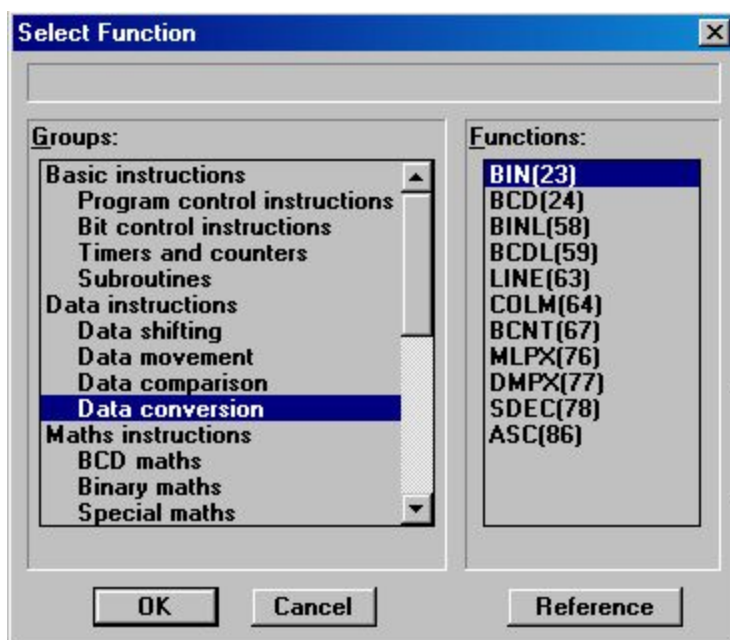 Select Function
Groups:
Basic instructions
Program control instructions
Bit control instructions
Timers and counters
Subroutines
Data instructions
Data shifting
Data movement
Data comparison
Data conversion
Maths instructions
BCD maths
Binary maths
Special maths
Functions:
BIN(23)
BCD(24)
BINL(58)
BCDL(59)
LINE(63)
COLM(64)
BCNT(67)
MLPX(76)
DMPX(77)
SDEC(78)
ASC(86)
OK
Cancel
Reference